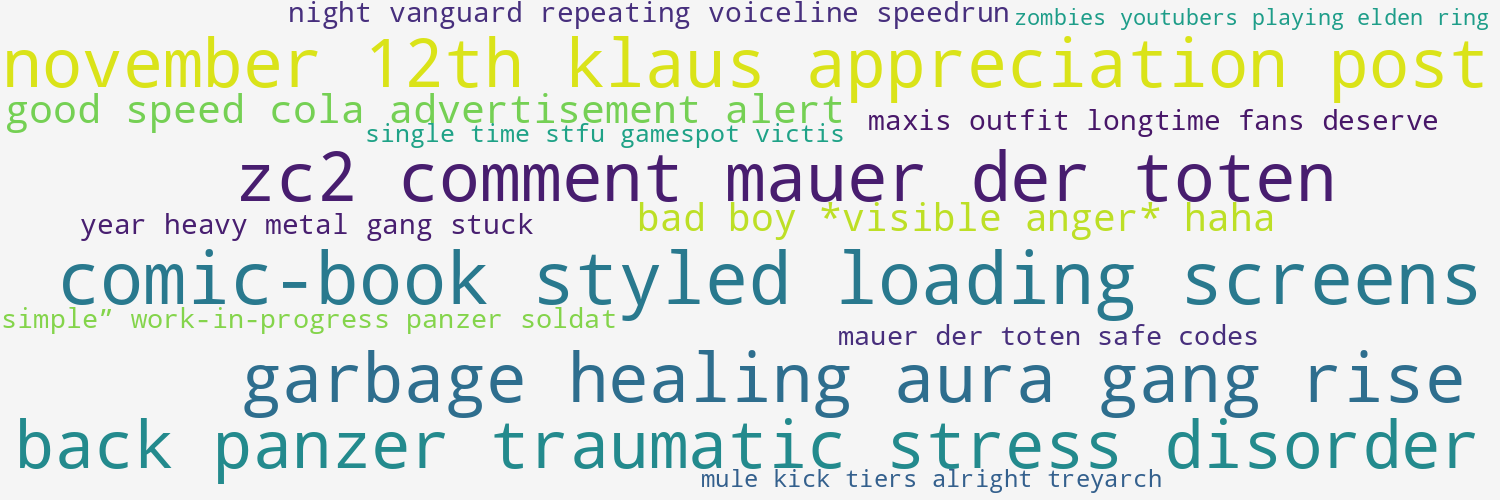 night vanguard repeating voiceline speedrun
zombies youtubers playing elden ring
november 12th klaus appreciation post
good speed cola advertisement alert
maxis outfit longtime fans deserve
single time stfu gamespot victis
zc2 comment mauer der toten
year heavy metal gang stuck
bad boy *visible anger* haha
comic-book styled loading screens
simple” work-in-progress panzer soldat
mauer der toten safe codes
garbage healing aura gang rise
back panzer traumatic stress disorder
mule kick tiers alright treyarch